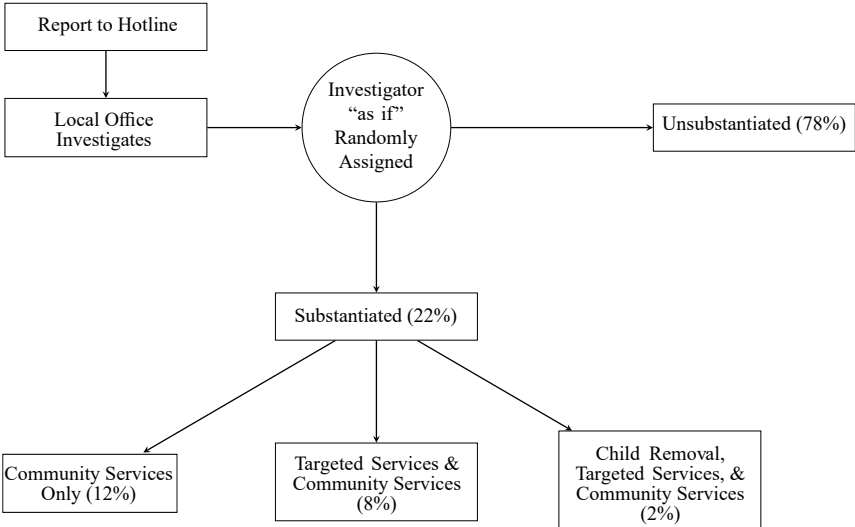 Report to Hotline
Local Office
Investigates
Investigator
“as if”
Randomly
Assigned
Unsubstantiated (78%)
Substantiated (22%)
Community Services
Only (12%)
Targeted Services &
Community Services
(8%)
Child Removal,
Targeted Services, &
Community Services
(2%)